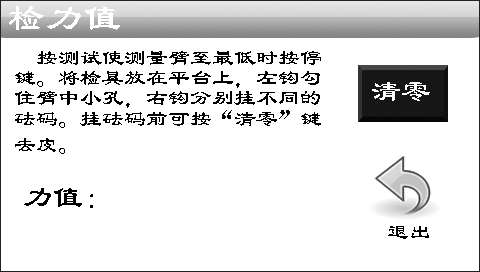 检力值
按测试使测量臂至最低时按停
键。将检具放在平台上，左钩勾
住臂中小孔，右钩分别挂不同的
砝码。挂砝码前可按“清零”键
去皮。
清零
力值：
退出